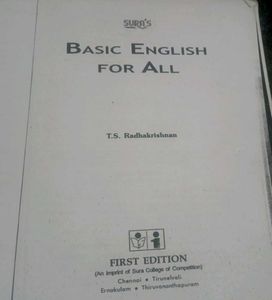 SURA'S
BASIC ENGLISH
FOR ALL
T.S. Radhakrishnan
FIRST EDITION
(An Imprint of Sura College of Competition)
Chennai • Tirunelveli
Ernakulam • Thiruvananthapuram